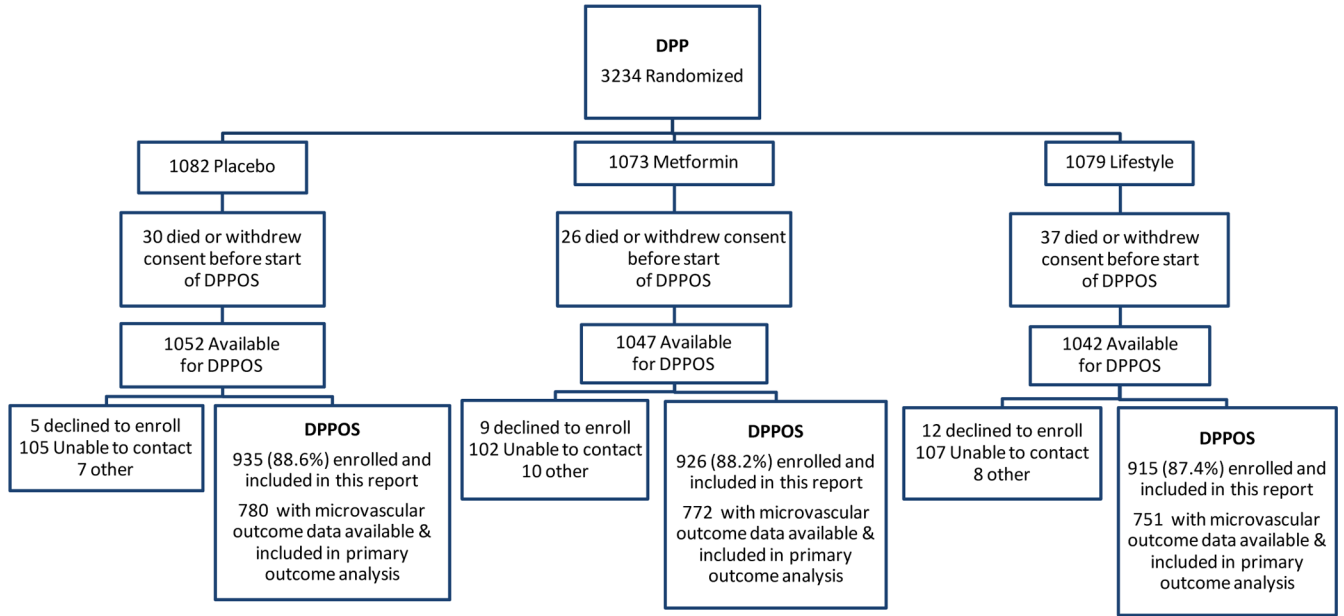 DPP
3234 Randomized
1082 Placebo
1073 Metformin
1079 Lifestyle
30 died or withdrew
consent before start
of DPPOS
26 died or withdrew consent
before start
of DPPOS
37 died or withdrew
consent before start
of DPPOS
1052 Available
for DPPOS
1047 Available
for DPPOS
1042 Available
for DPPOS
5 declined to enroll
105 Unable to contact
7 other
DPPOS
935 (88.6%) enrolled and
included in this report
780 with microvascular
outcome data available &
included in primary
outcome analysis
9 declined to enroll
102 Unable to contact
10 other
DPPOS
926 (88.2%) enrolled and
included in this report
772 with microvascular
outcome data available &
included in primary
outcome analysis
12 declined to enroll
107 Unable to contact
8 other
DPPOS
915 (87.4%) enrolled and
included in this report
751 with microvascular
outcome data available &
included in primary
outcome analysis